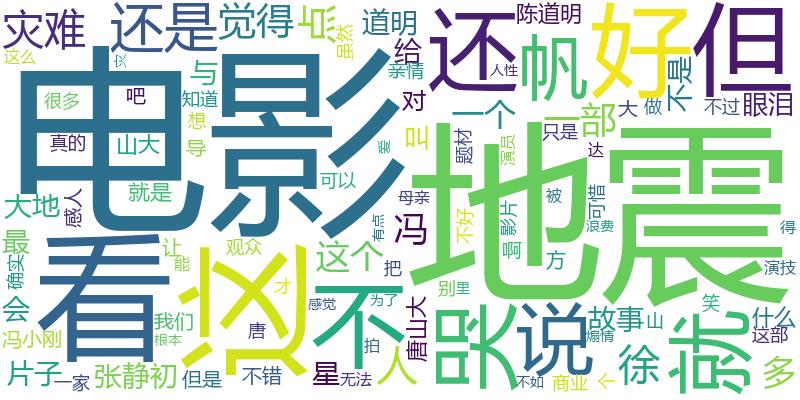 电影
地震
看
这
不
还
好
但
哭
说
就
帆
灾难
还是
觉得
点
道明
陈道明
给
与
对
亲情
虽然
这么
灾
人性
很多
吧
知道
想
叫
一个
一部
不是
大
做
不过
眼泪
真的
山大
导
爱
题材
演员
只是
达
大地
感人
就是
可以
母亲
不好
影片
啊
被
可惜
浪费
得
最
确实
让
能
观众
这个
有点
冯
把
别
里
方
演技
会
才
冯小刚
我们
根本
唐
感觉
为了
拍
唐山大
笑
煽情
故事
山
什么
这部
片子
一家
张静初
但是
不错
星
无法
人
不如
商业
个
徐
多